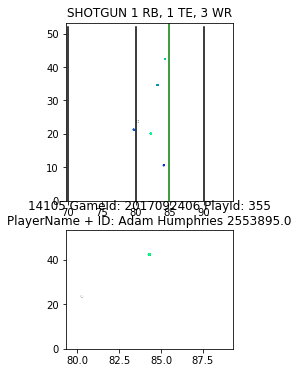 SHOTGUN 1 RB, 1 TE, 3 WR
50
40
30
20
10
0
70 75 80 85 90
14105 GameId: 2017092406 PlayId: 355
PlayerName + ID: Adam Humphries 2553895.0
40
20
0
80.0 82.5 85.0 87.5